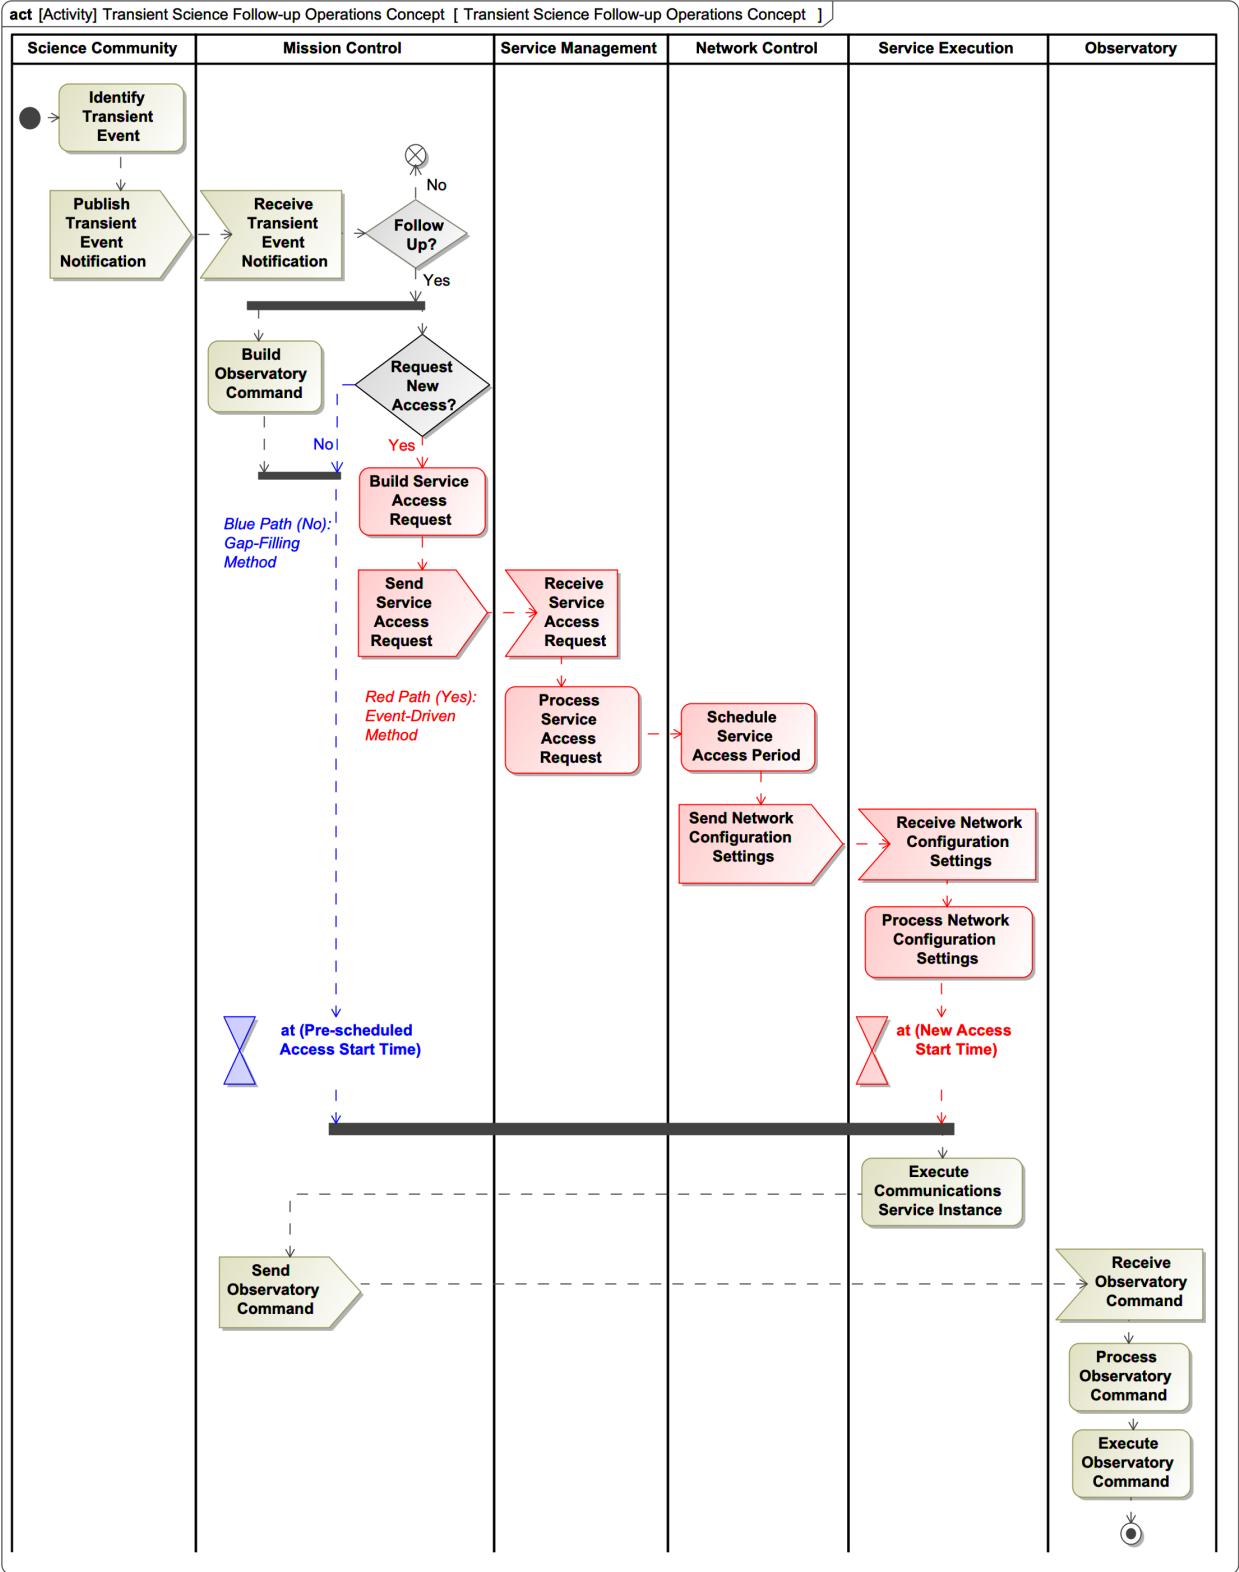 act [Activity] Transient Science Follow-up Operations Concept [ Transient Science Follow-up Operations Concept ]
Science Community
Mission Control
Service Management
Network Control
Service Execution
Observatory
Identify
Transient
Event
Publish
Transient
Event
Notification
Receive
Transient
Event
Notification
No
Follow
Up?
Yes
Build
Observatory
Command
Request
New
Access?
No
Yes
Build Service
Access
Request
Blue Path (No):
Gap-Filling
Method
Send
Service
Access
Request
Receive
Service
Access
Request
Red Path (Yes):
Event-Driven
Method
Process
Service
Access
Request
Schedule
Service
Access Period
Send Network
Configuration
Settings
Receive Network
Configuration
Settings
Process Network
Configuration
Settings
at (Pre-scheduled
Access Start Time)
at (New Access
Start Time)
Execute
Communications
Service Instance
Send
Observatory
Command
Receive
Observatory
Command
Process
Observatory
Command
Execute
Observatory
Command